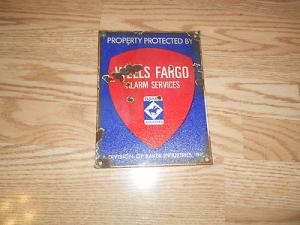 PROPERTY PROTECTED BY
WELLS FARGO
ALARM SERVICES
A DIVISION OF BAKER INDUSTRIES, INC.